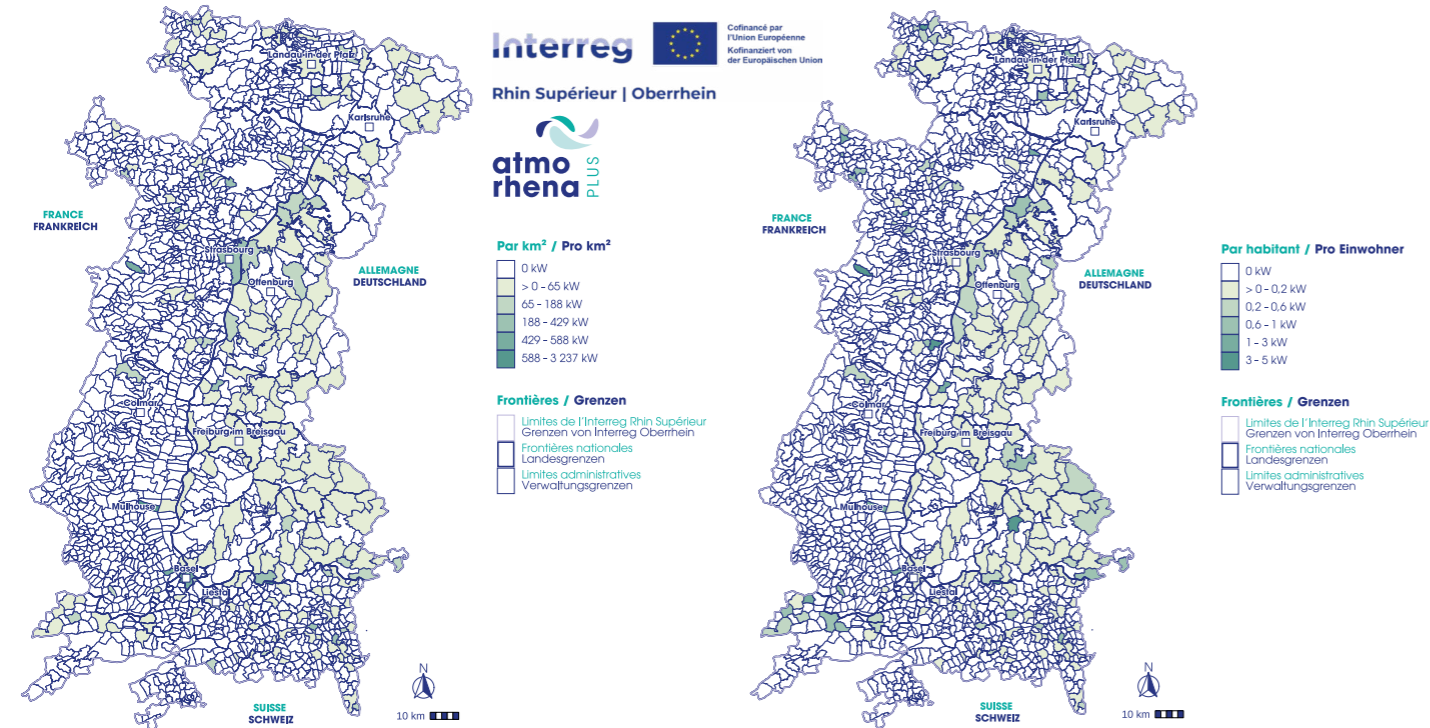 Interreg
Cofinancé par
l'Union Européenne
Kofinanziert von
der Europäischen Union
Rhin Supérieur | Oberrhein
atmo
rhena
PLUS
Landau in der Pfalz
Karlsruhe
FRANCE
FRANKREICH
Strasbourg
ALLEMAGNE
DEUTSCHLAND
Offenburg
Colmar
Freiburg im Breisgau
Mulhouse
Basel
Liestal
SUISSE
SCHWEIZ
N
10 km
Par km² / Pro km²
0 kW
> 0 - 65 kW
65 - 188 kW
188 - 429 kW
429 - 588 kW
588 - 3 237 kW
Frontières / Grenzen
Limites de l'Interreg Rhin Supérieur
Grenzen von Interreg Oberrhein
Frontières nationales
Landesgrenzen
Limites administratives
Verwaltungsgrenzen
Landau in der Pfalz
Karlsruhe
FRANCE
FRANKREICH
Strasbourg
ALLEMAGNE
DEUTSCHLAND
Offenburg
Colmar
Freiburg im Breisgau
Mulhouse
Basel
Liestal
SUISSE
SCHWEIZ
N
10 km
Par habitant / Pro Einwohner
0 kW
> 0 - 0,2 kW
0,2 - 0,6 kW
0,6 - 1 kW
1 - 3 kW
3 - 5 kW
Frontières / Grenzen
Limites de l'Interreg Rhin Supérieur
Grenzen von Interreg Oberrhein
Frontières nationales
Landesgrenzen
Limites administratives
Verwaltungsgrenzen